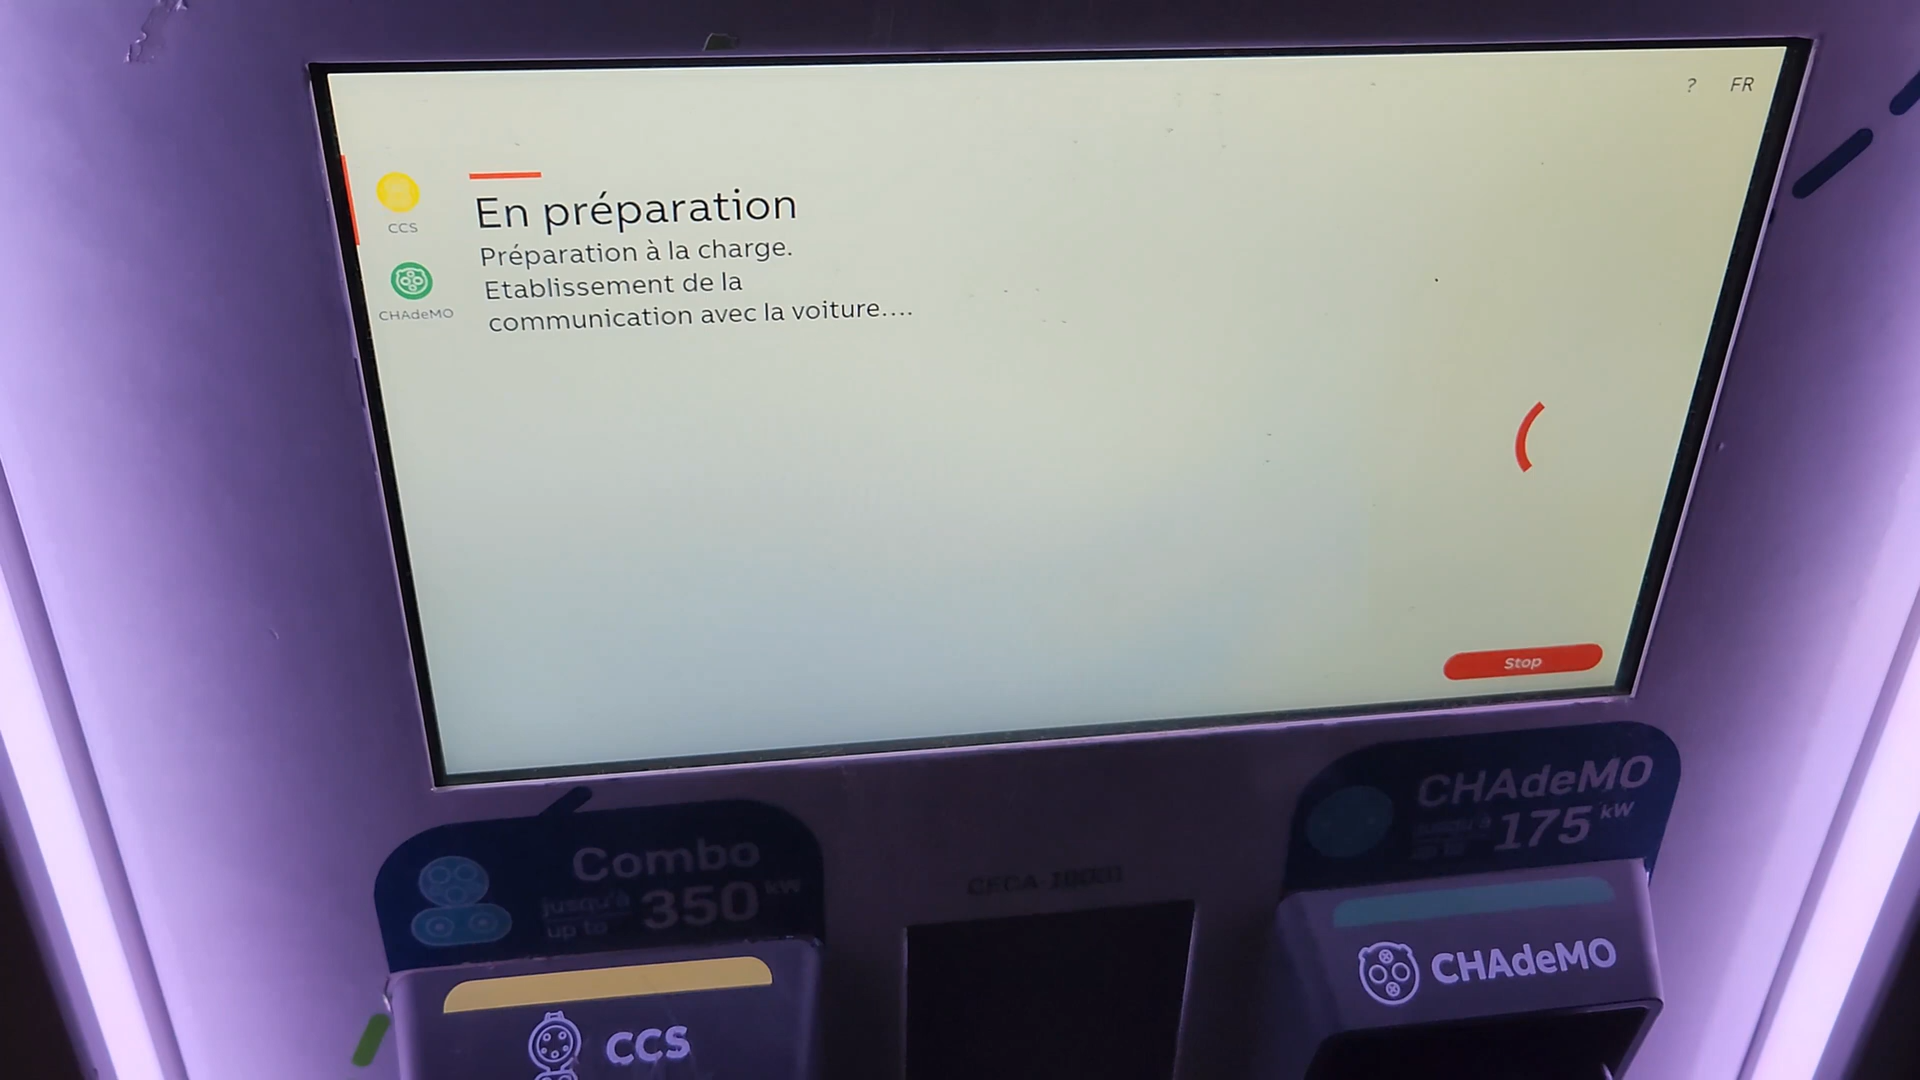 ? FR
CCS
CHAdeMO
En préparation
Préparation à la charge.
Etablissement de la
communication avec la voiture....
Stop
Combo
jusqu'à
up to
350 kW
CHAdeMO
175 kW
CCS
CHAdeMO